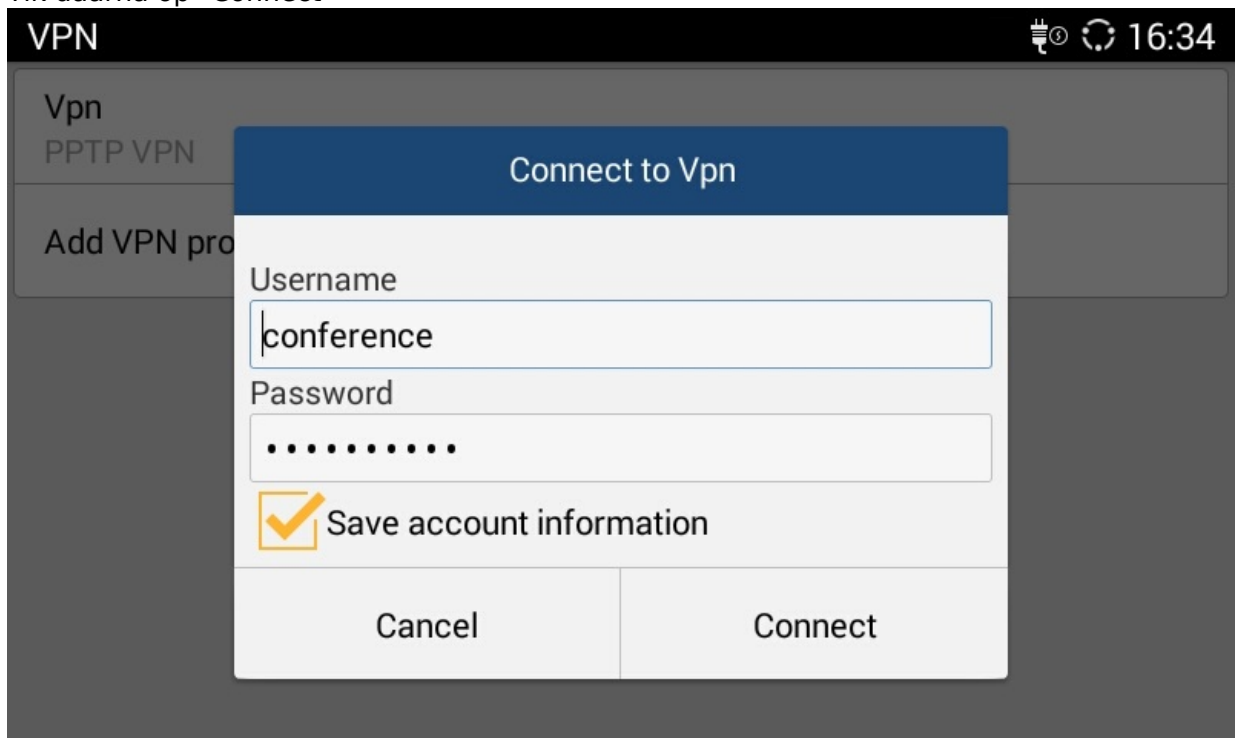 VPN 16:34
Vpn
PPTP VPN
Connect to Vpn
Add VPN pro
Username
conference
Password
••••••••••
Save account information
Cancel Connect